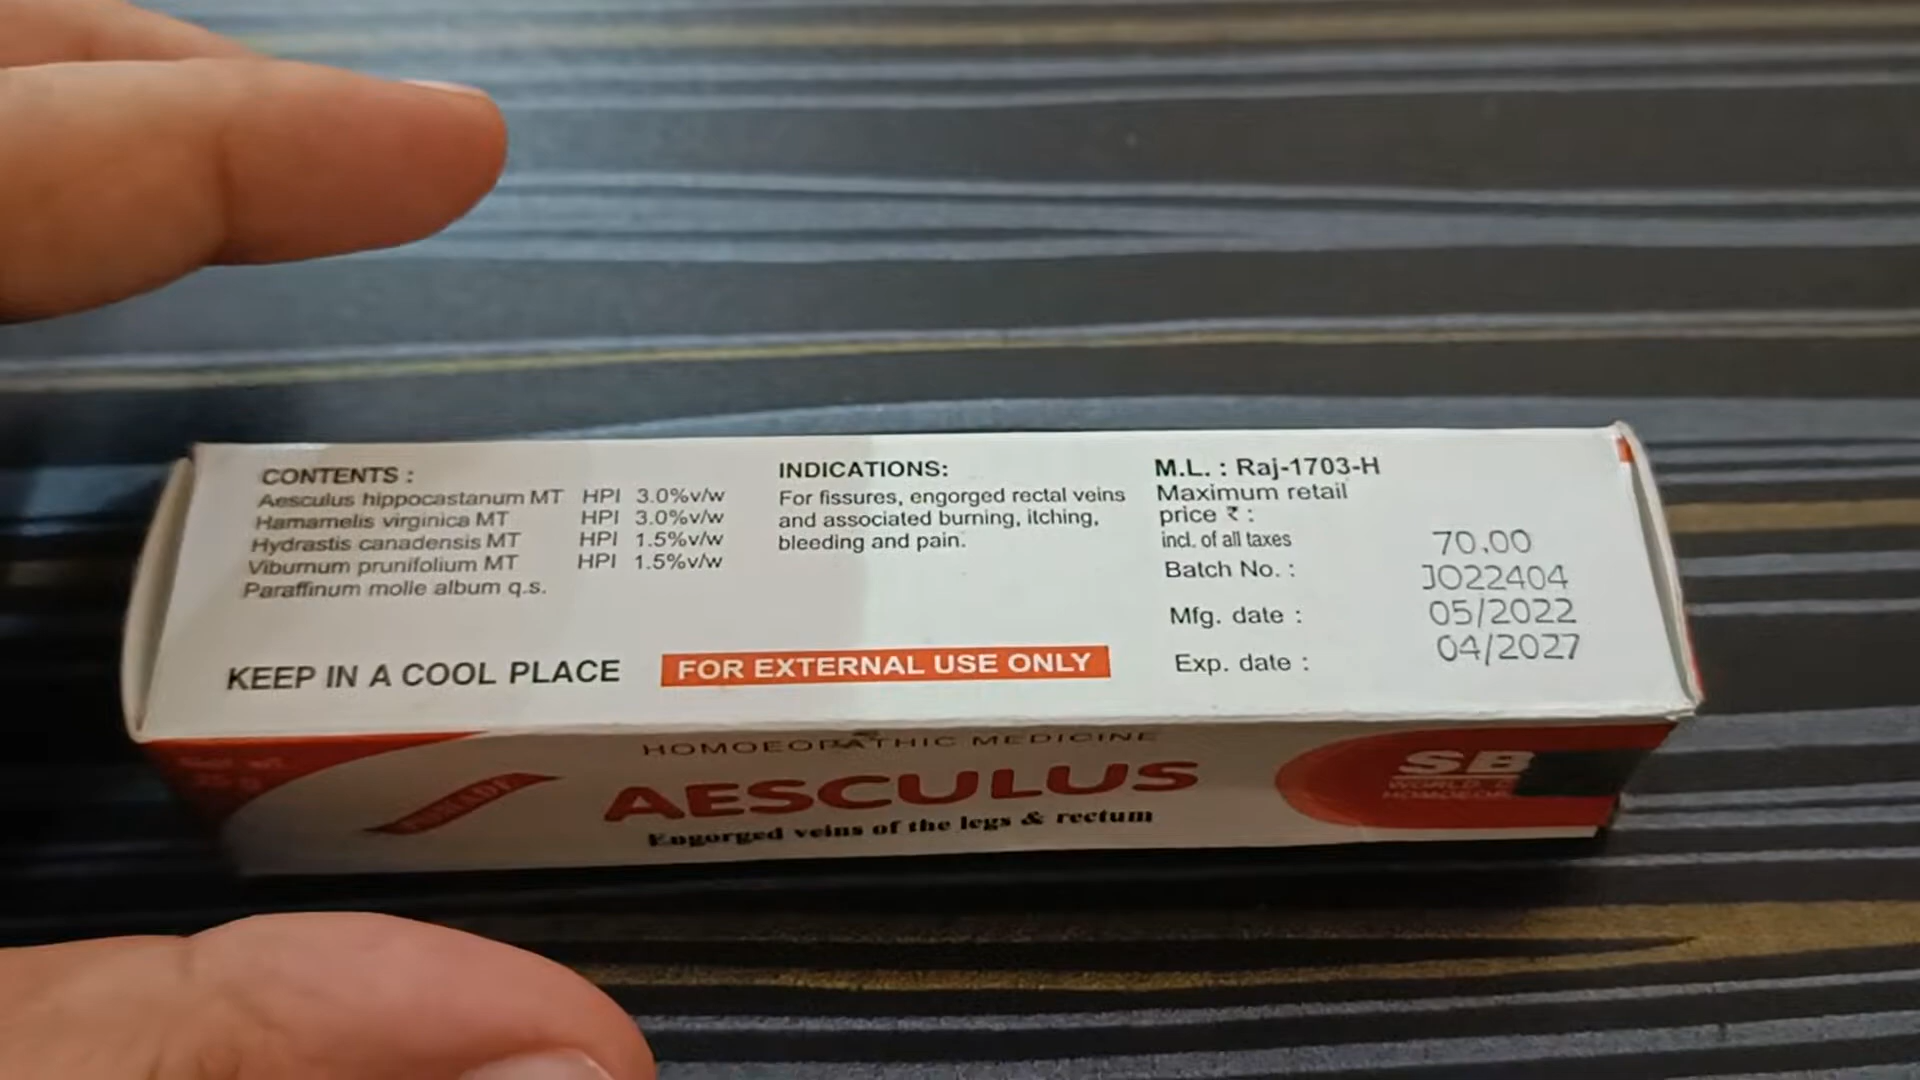 CONTENTS :
Aesculus hippocastanum MT HPI 3.0%v/w
Hamamelis virginica MT HPI 3.0%v/w
Hydrastis canadensis MT HPI 1.5%v/w
Viburnum prunifolium MT HPI 1.5%v/w
Paraffinum molle album q.s.
KEEP IN A COOL PLACE
INDICATIONS:
For fissures, engorged rectal veins
and associated burning, itching,
bleeding and pain.
FOR EXTERNAL USE ONLY
M.L. : Raj-1703-H
Maximum retail
price ₹ :
incl. of all taxes 70.00
Batch No. : JO22404
Mfg. date : 05/2022
Exp. date : 04/2027
HOMOEOPATHIC MEDICINE
AESCULUS
Engorged veins of the legs & rectum
SB
WORLD